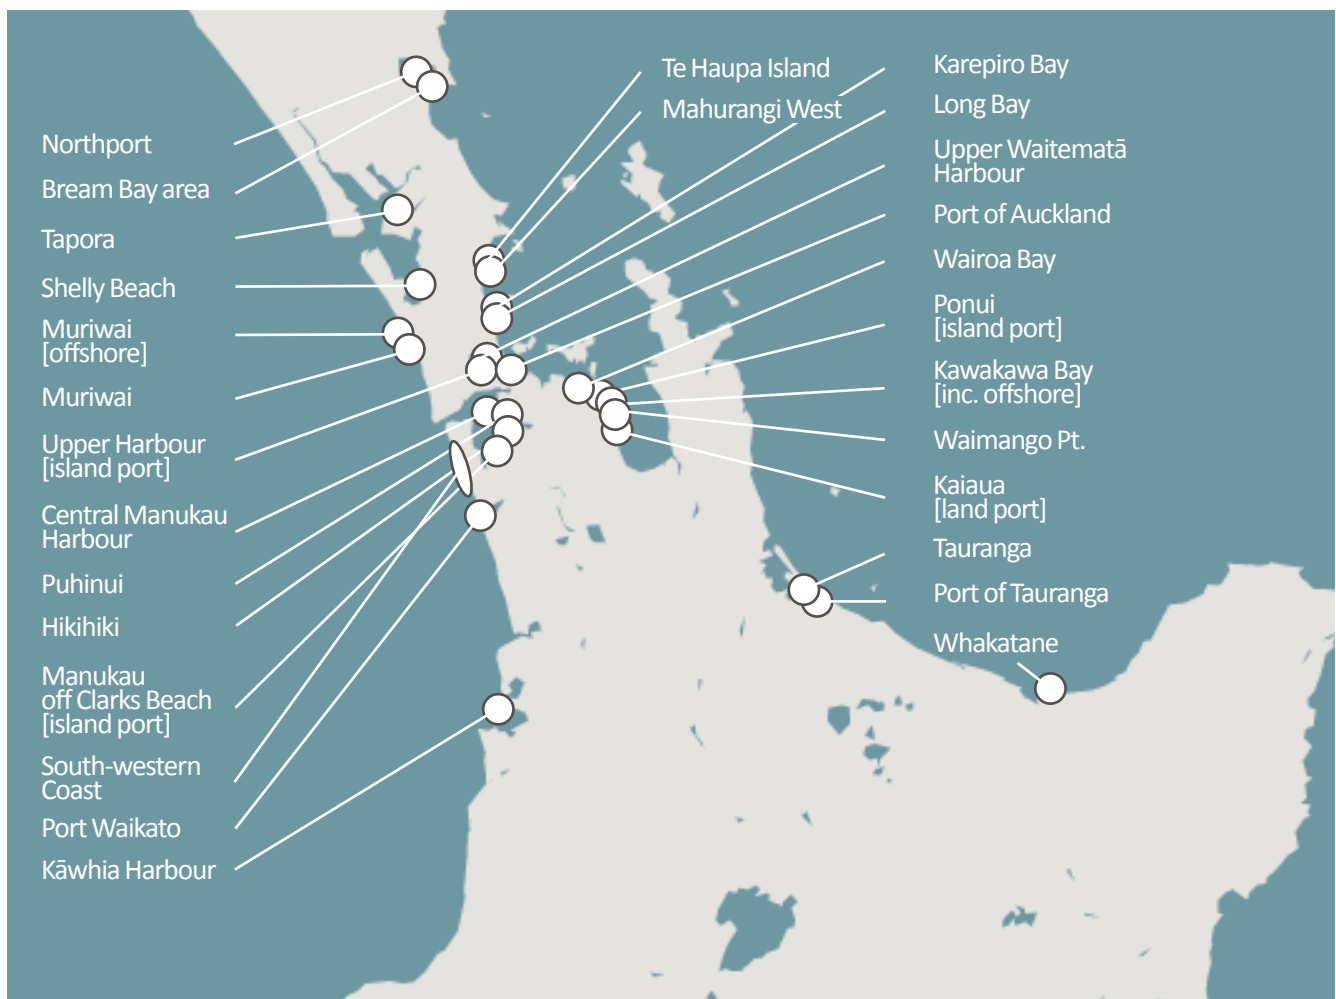 Northport
Bream Bay area
Tapora
Shelly Beach
Muriwai
[offshore]
Muriwai
Upper Harbour
[island port]
Central Manukau
Harbour
Puhinui
Hikihiki
Manukau
off Clarks Beach
[island port]
South-western
Coast
Port Waikato
Kāwhia Harbour
Te Haupa Island
Mahurangi West
Karepiro Bay
Long Bay
Upper Waitematā
Harbour
Port of Auckland
Wairoa Bay
Ponui
[island port]
Kawakawa Bay
[inc. offshore]
Waimango Pt.
Kaiaua
[land port]
Tauranga
Port of Tauranga
Whakatane